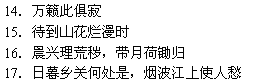 14. 万籁此俱寂
15. 待到山花烂漫时
16. 晨兴理荒秽，带月荷锄归
17. 日暮乡关何处是，烟波江上使人愁